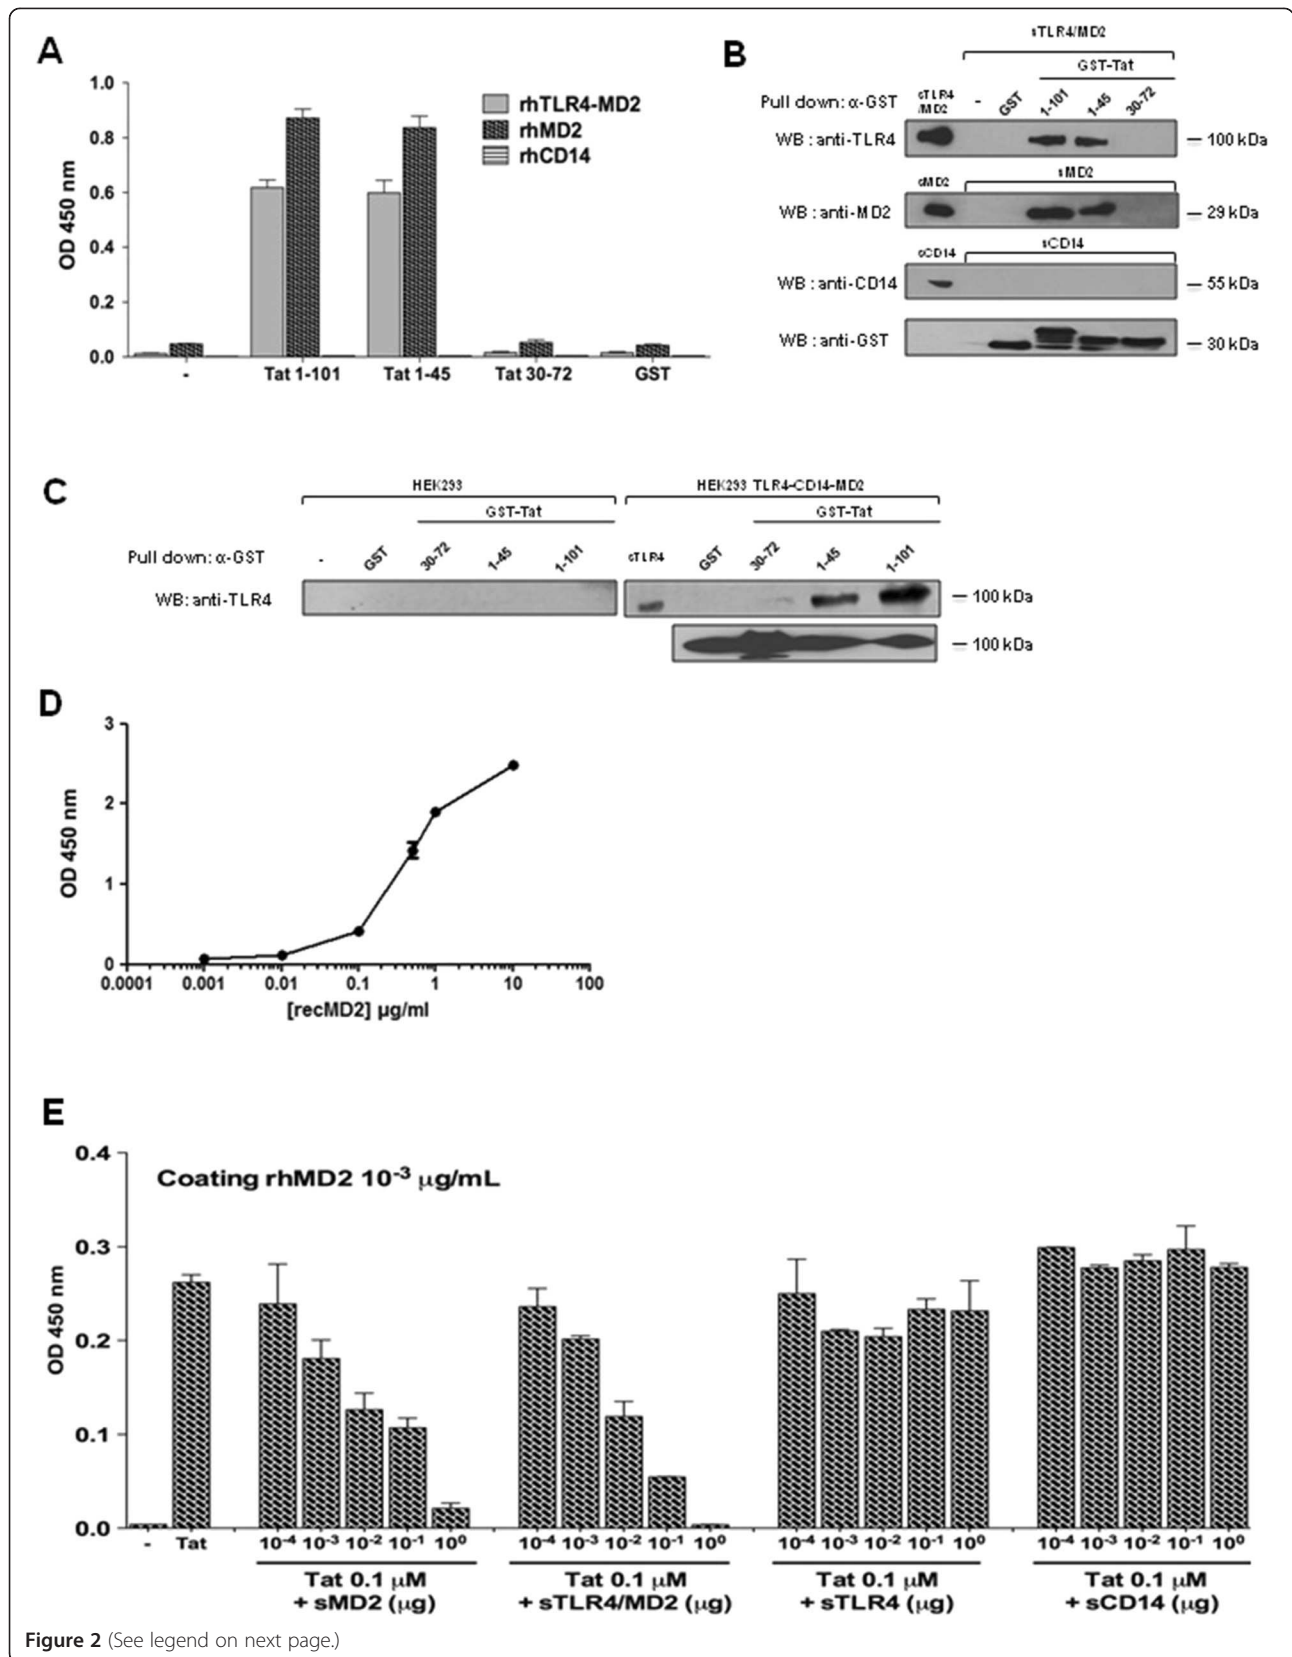 A
1.0
0.8
0.6
0.4
0.2
0.0
OD 450 nm
rhTLR4-MD2
rhMD2
rhCD14
- Tat 1-101 Tat 1-45 Tat 30-72 GST
B
sTLR4/MD2
GST-Tat
Pull down: α-GST
sTLR4 /MD2 - GST 1-101 1-45 30-72
WB : anti-TLR4 — 100 kDa
sMD2 sMD2
WB : anti-MD2 — 29 kDa
sCD14 sCD14
WB : anti-CD14 — 55 kDa
WB : anti-GST — 30 kDa
C
HEK293 HEK293 TLR4-CD14-MD2
GST-Tat GST-Tat
Pull down: α-GST - GST 30-72 1-45 1-101 sTLR4 GST 30-72 1-45 1-101
WB: anti-TLR4 — 100 kDa
— 100 kDa
D
3
2
1
0
OD 450 nm
0.0001 0.001 0.01 0.1 1 10 100
[recMD2] µg/ml
E
0.4
0.3
0.2
0.1
0.0
OD 450 nm
Coating rhMD2 10⁻³ µg/mL
- Tat 10⁻⁴ 10⁻³ 10⁻² 10⁻¹ 10⁰ 10⁻⁴ 10⁻³ 10⁻² 10⁻¹ 10⁰ 10⁻⁴ 10⁻³ 10⁻² 10⁻¹ 10⁰ 10⁻⁴ 10⁻³ 10⁻² 10⁻¹ 10⁰
Tat 0.1 µM Tat 0.1 µM Tat 0.1 µM Tat 0.1 µM
+ sMD2 (µg) + sTLR4/MD2 (µg) + sTLR4 (µg) + sCD14 (µg)
Figure 2 (See legend on next page.)